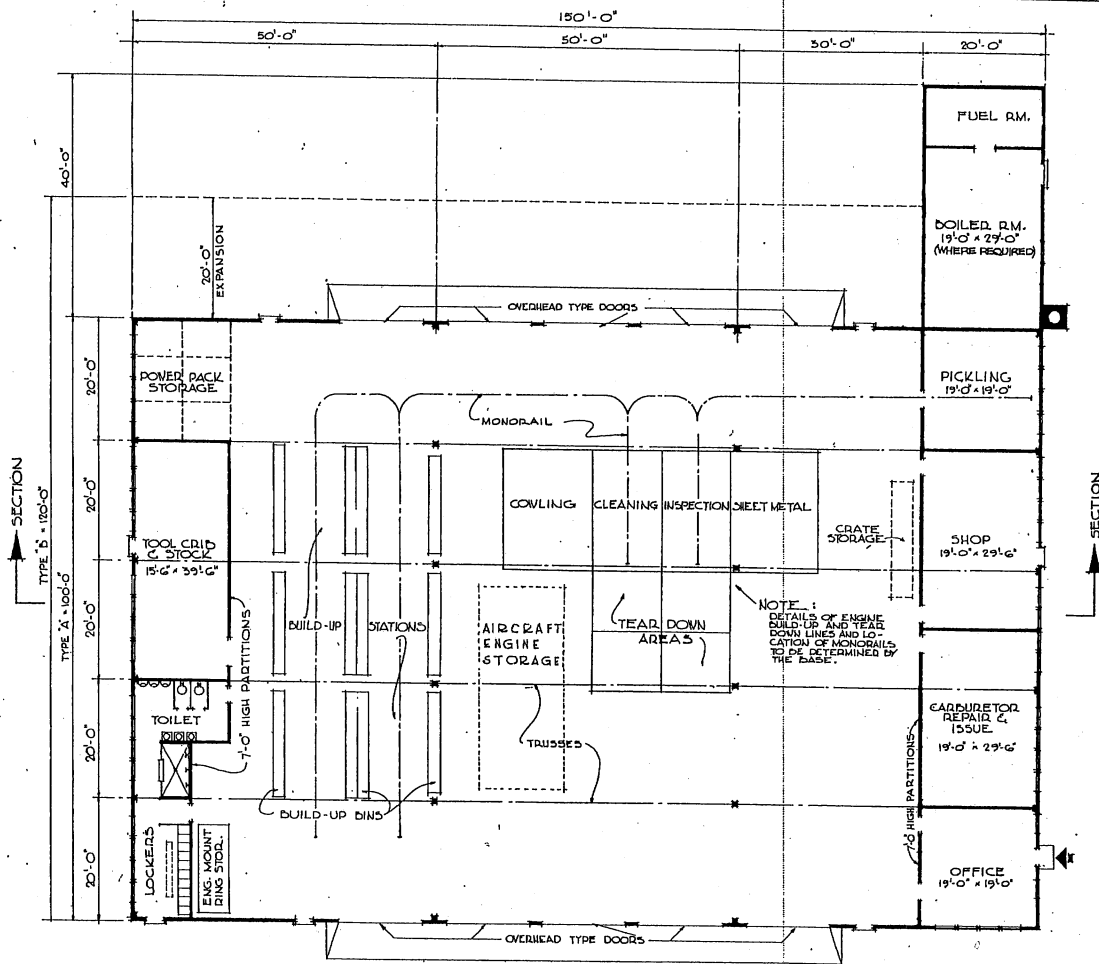 150'-0"
50'-0"
50'-0"
30'-0"
20'-0"
FUEL RM.
40'-0"
BOILER RM.
19'-0" x 29'-0"
(WHERE REQUIRED)
20'-0"
EXPANSION
OVERHEAD TYPE DOORS
20'-0"
POWER PACK
STORAGE
PICKLING
19'-0" x 19'-0"
MONORAIL
SECTION
TYPE "B" = 120'-0"
TYPE "A" = 100'-0"
20'-0"
COWLING
CLEANING
INSPECTION
SHEET METAL
CRATE
STORAGE
SECTION
TOOL CRIB
& STOCK
15'-6" x 39'-6"
SHOP
19'-0" x 29'-6"
20'-0"
BUILD-UP
STATIONS
AIRCRAFT
ENGINE
STORAGE
TEAR DOWN
AREAS
NOTE :
DETAILS OF ENGINE
BUILD-UP AND TEAR
DOWN LINES AND LO-
CATION OF MONORAILS
TO BE DETERMINED BY
THE BASE.
7'-0" HIGH PARTITIONS
TOILET
20'-0"
TRUSSES
CARBURETOR
REPAIR &
ISSUE
19'-0" x 29'-6"
7'-0" HIGH PARTITIONS
BUILD-UP BINS
20'-0"
LOCKERS
ENG. MOUNT
RING STOR.
OFFICE
19'-0" x 19'-0"
OVERHEAD TYPE DOORS